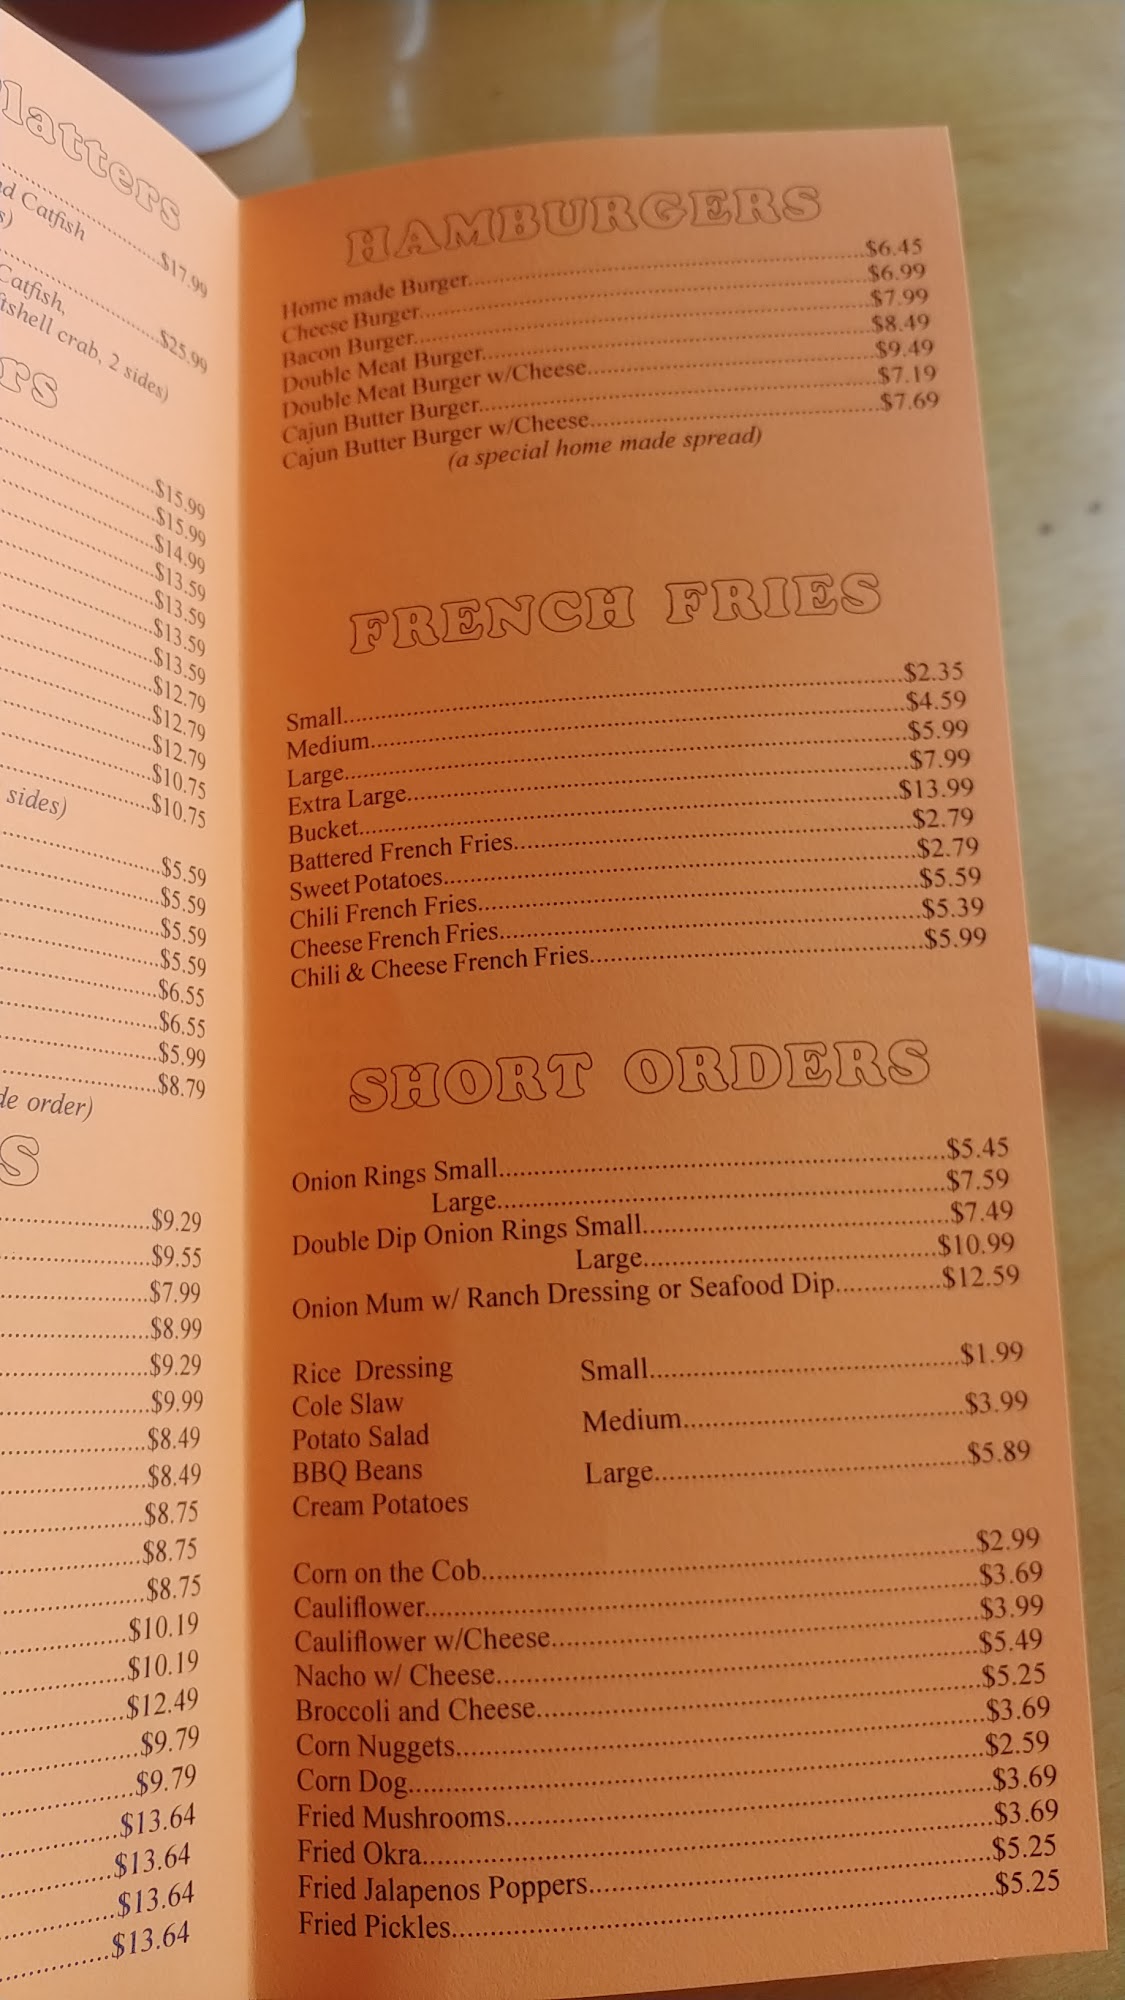 latters
$17.99
d Catfish
s)
$25.99
Catfish,
ftshell crab, 2 sides)
rs
$15.99
$15.99
$14.99
$13.59
$13.59
$13.59
$13.59
$12.79
$12.79
$12.79
$10.75
$10.75
sides)
$5.59
$5.59
$5.59
$5.59
$6.55
$6.55
$5.99
$8.79
de order)
S
$9.29
$9.55
$7.99
$8.99
$9.29
$9.99
$8.49
$8.49
$8.75
$8.75
$8.75
$10.19
$10.19
$12.49
$9.79
$9.79
$13.64
$13.64
$13.64
$13.64
HAMBURGERS
Home made Burger $6.45
Cheese Burger $6.99
Bacon Burger $7.99
Double Meat Burger $8.49
Double Meat Burger w/Cheese $9.49
Cajun Butter Burger $7.19
Cajun Butter Burger w/Cheese $7.69
(a special home made spread)
FRENCH FRIES
Small $2.35
Medium $4.59
Large $5.99
Extra Large $7.99
Bucket $13.99
Battered French Fries $2.79
Sweet Potatoes $2.79
Chili French Fries $5.59
Cheese French Fries $5.39
Chili & Cheese French Fries $5.99
SHORT ORDERS
Onion Rings Small $5.45
Large $7.59
Double Dip Onion Rings Small $7.49
Large $10.99
Onion Mum w/ Ranch Dressing or Seafood Dip $12.59
Rice Dressing
Cole Slaw
Potato Salad
BBQ Beans
Cream Potatoes
Small $1.99
Medium $3.99
Large $5.89
Corn on the Cob $2.99
Cauliflower $3.69
Cauliflower w/Cheese $3.99
Nacho w/ Cheese $5.49
Broccoli and Cheese $5.25
Corn Nuggets $3.69
Corn Dog $2.59
Fried Mushrooms $3.69
Fried Okra $3.69
Fried Jalapenos Poppers $5.25
Fried Pickles $5.25